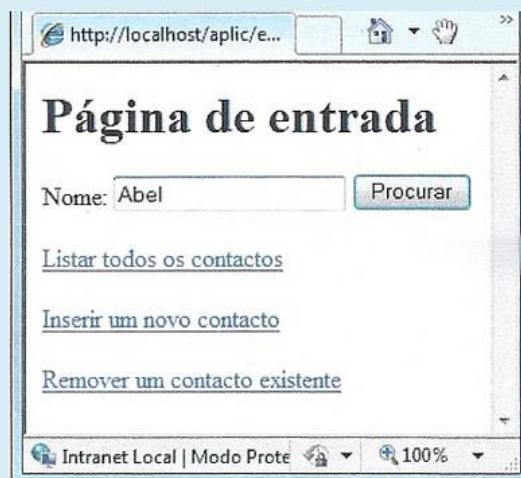 http://localhost/aplic/e...
»
Página de entrada
Nome: Abel Procurar
Listar todos os contactos
Inserir um novo contacto
Remover um contacto existente
Intranet Local | Modo Prote 100%